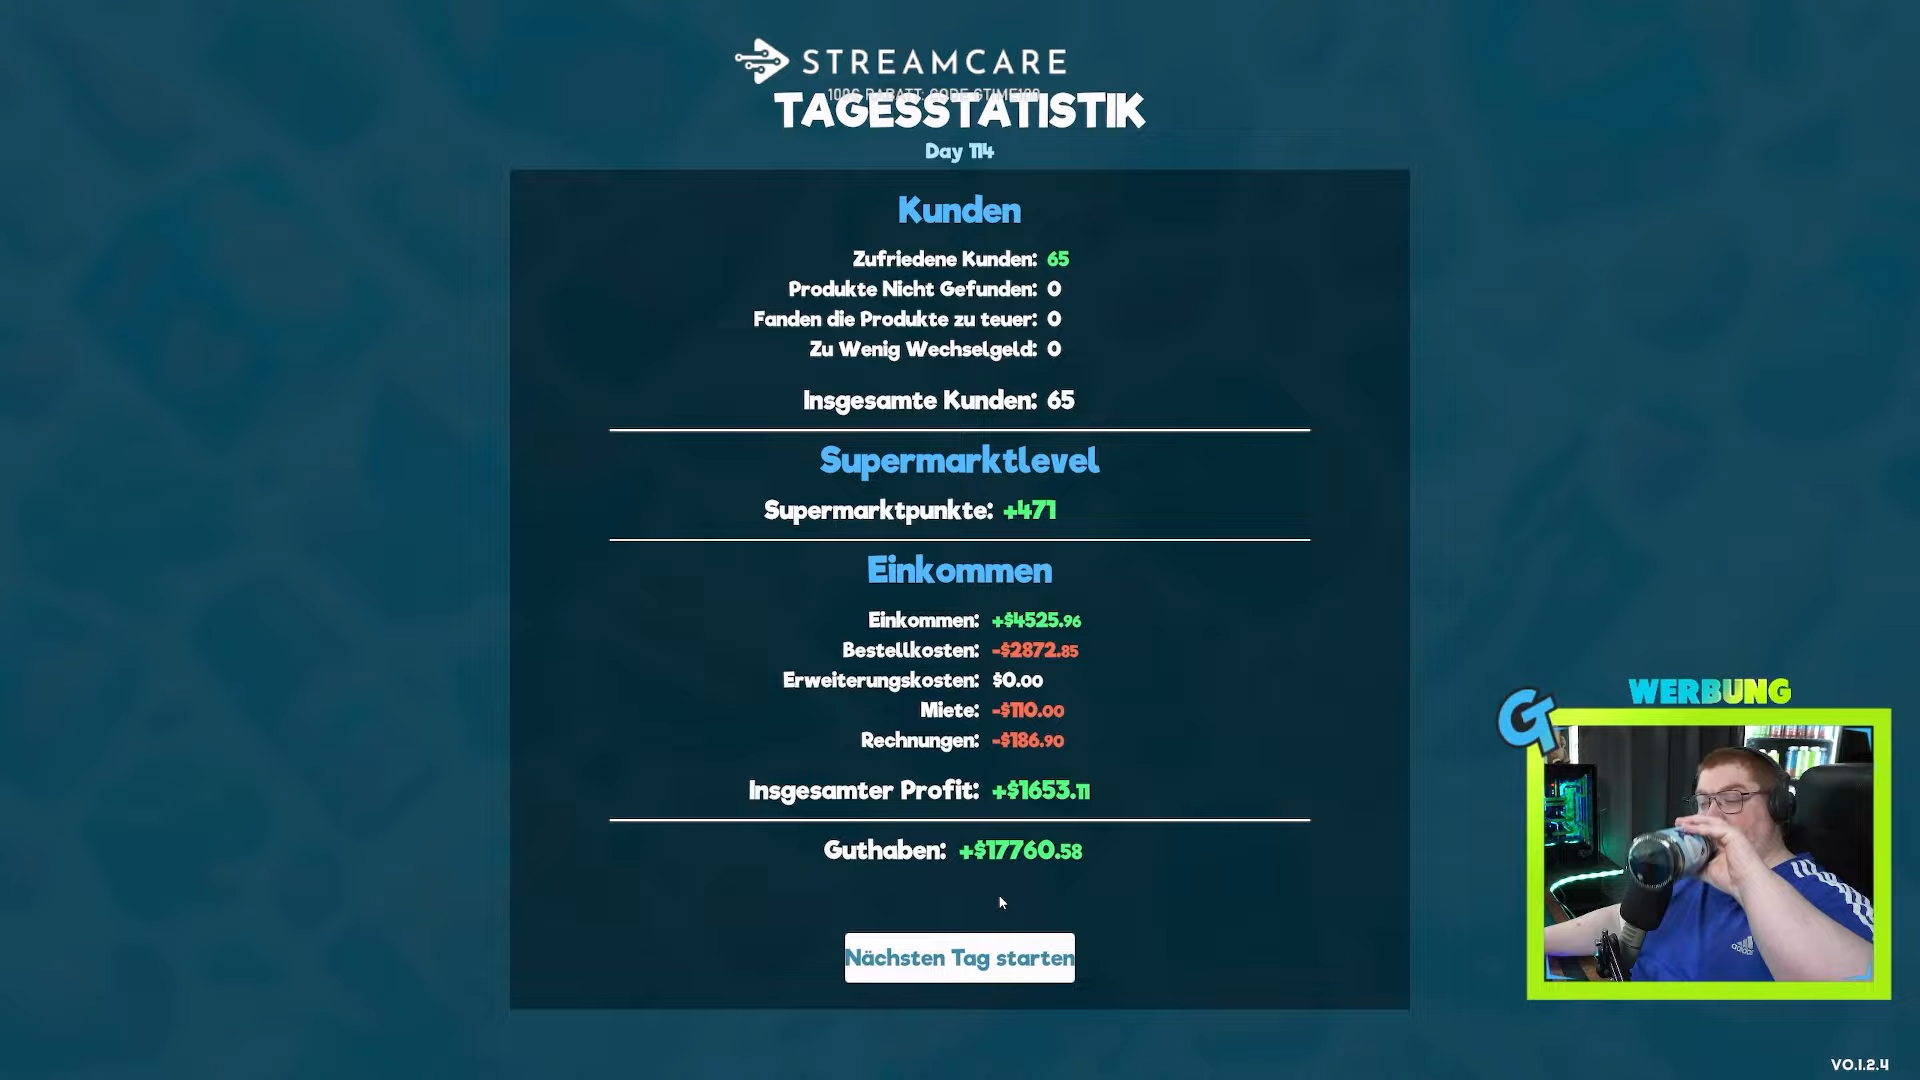 STREAMCARE
TAGESSTATISTIK
Day 114
Kunden
Zufriedene Kunden: 65
Produkte Nicht Gefunden: 0
Fanden die Produkte zu teuer: 0
Zu Wenig Wechselgeld: 0
Insgesamte Kunden: 65
Supermarktlevel
Supermarktpunkte: +471
Einkommen
Einkommen: +$4525.96
Bestellkosten: -$2872.85
Erweiterungskosten: $0.00
Miete: -$110.00
Rechnungen: -$186.90
Insgesamter Profit: +$1653.11
Guthaben: +$17760.58
Nächsten Tag starten
WERBUNG
GT
adidas
V0.1.2.4